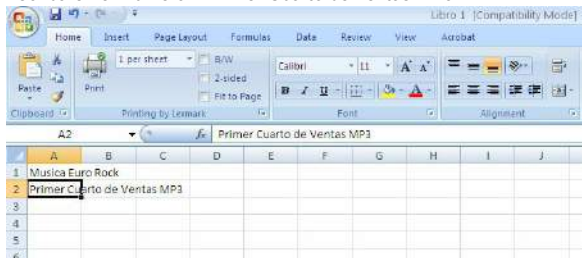 Libro 1 [Compatibility Mode]
Home Insert Page Layout Formulas Data Review View Acrobat
Paste
Print
1 per sheet
B/W
2-sided
Fit to Page
Calibri 11 A A
B I U A
Clipboard Printing by Lexmark Font Alignment
A2 fx Primer Cuarto de Ventas MP3
A B C D E F G H I J
1 Musica Euro Rock
2 Primer Cuarto de Ventas MP3
3
4
5
6